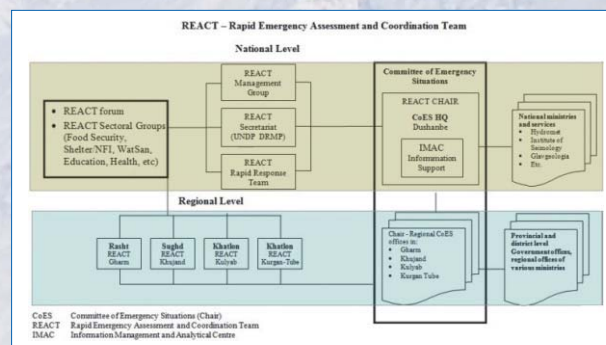 REACT – Rapid Emergency Assessment and Coordination Team
National Level
• REACT forum
• REACT Sectoral Groups
(Food Security,
Shelter/NFI, WatSan,
Education, Health, etc)
REACT
Management
Group
REACT
Secretariat
(UNDP DRMP)
REACT
Rapid Response
Team
Committee of Emergency
Situations
REACT CHAIR
CoES HQ
Dushanbe
IMAC
Information
Support
National ministries
and services
• Hydromet
• Institute of
Seismology
• Glavgeologia
• Etc.
Regional Level
Rasht
REACT
Gharm
Sughd
REACT
Khujand
Khatlon
REACT
Kulyab
Khatlon
REACT
Kurgan-Tube
Chair - Regional CoES
offices in:
• Gharm
• Khujand
• Kulyab
• Kurgan Tube
Provincial and
district level
Government offices,
regional offices of
various ministries
CoES Committee of Emergency Situations (Chair)
REACT Rapid Emergency Assessment and Coordination Team
IMAC Information Management and Analytical Centre